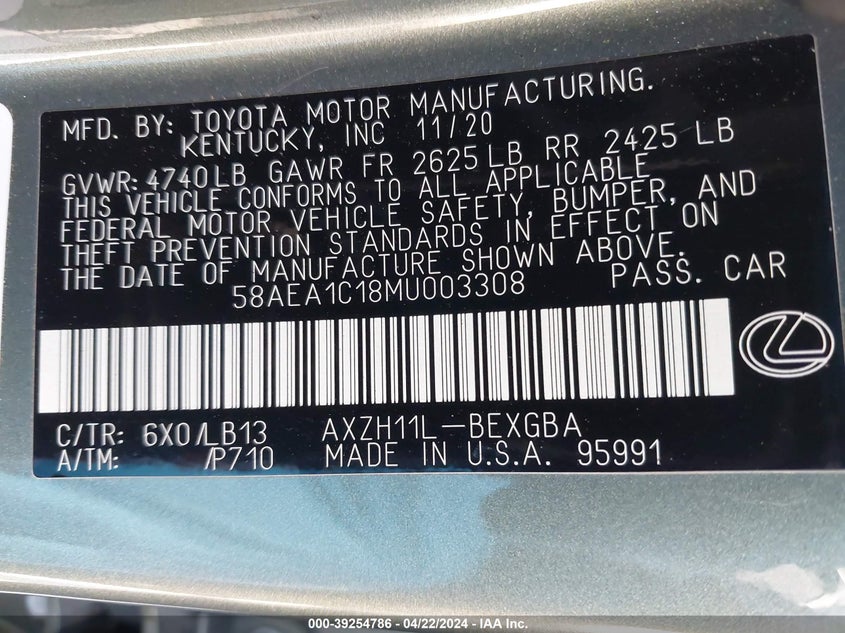 MFD. BY: TOYOTA MOTOR MANUFACTURING.
KENTUCKY, INC 11/20
GVWR: 4740LB GAWR FR 2625LB RR 2425 LB
THIS VEHICLE CONFORMS TO ALL APPLICABLE
FEDERAL MOTOR VEHICLE SAFETY, BUMPER, AND
THEFT PREVENTION STANDARDS IN EFFECT ON
THE DATE OF MANUFACTURE SHOWN ABOVE.
58AEA1C18MU003308 PASS. CAR
C/TR: 6X0/LB13 AXZH11L-BEXGBA
A/TM: /P710 MADE IN U.S.A. 95991
000-39254786 - 04/22/2024 - IAA Inc.